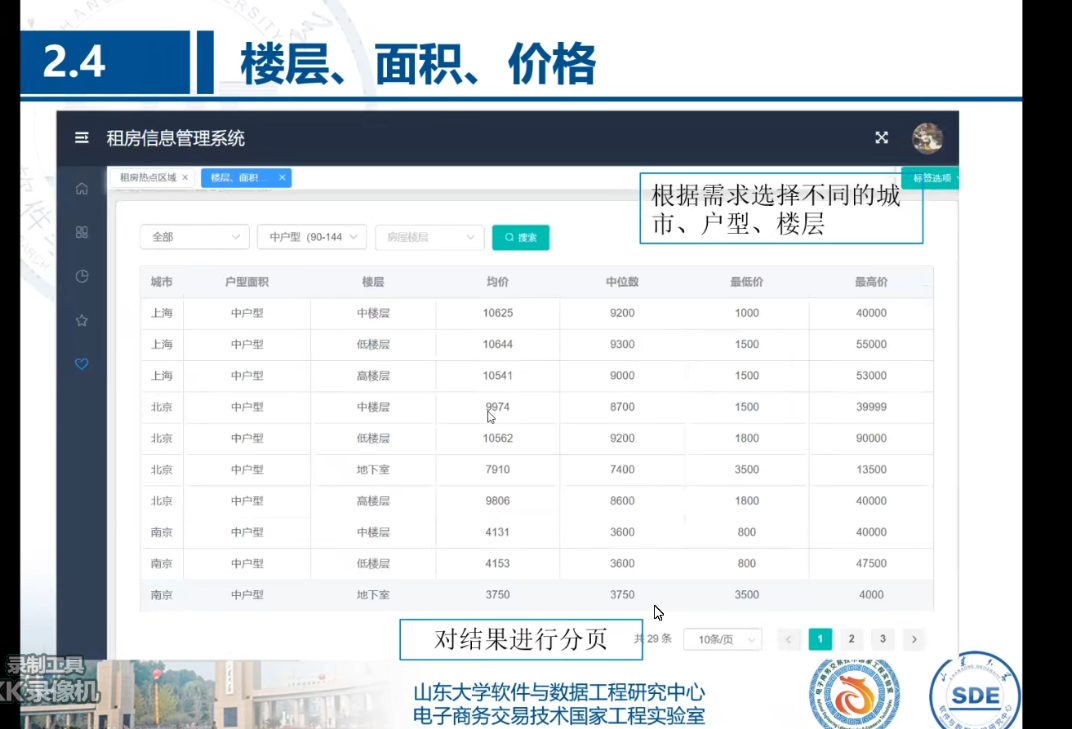 2.4
楼层、面积、价格
租房信息管理系统
租房热点区域 ×
楼层、面积... ×
标签选项
根据需求选择不同的城
市、户型、楼层
全部
中户型（90-144
房屋楼层
搜索
城市 户型面积 楼层 均价 中位数 最低价 最高价
上海 中户型 中楼层 10625 9200 1000 40000
上海 中户型 低楼层 10644 9300 1500 55000
上海 中户型 高楼层 10541 9000 1500 53000
北京 中户型 中楼层 9974 8700 1500 39999
北京 中户型 低楼层 10562 9200 1800 90000
北京 中户型 地下室 7910 7400 3500 13500
北京 中户型 高楼层 9806 8600 1800 40000
南京 中户型 中楼层 4131 3600 800 40000
南京 中户型 低楼层 4153 3600 800 47500
南京 中户型 地下室 3750 3750 3500 4000
对结果进行分页
共 29 条
10条/页
< 1 2 3 >
录制工具
KK录像机
山东大学软件与数据工程研究中心
电子商务交易技术国家工程实验室
SDE